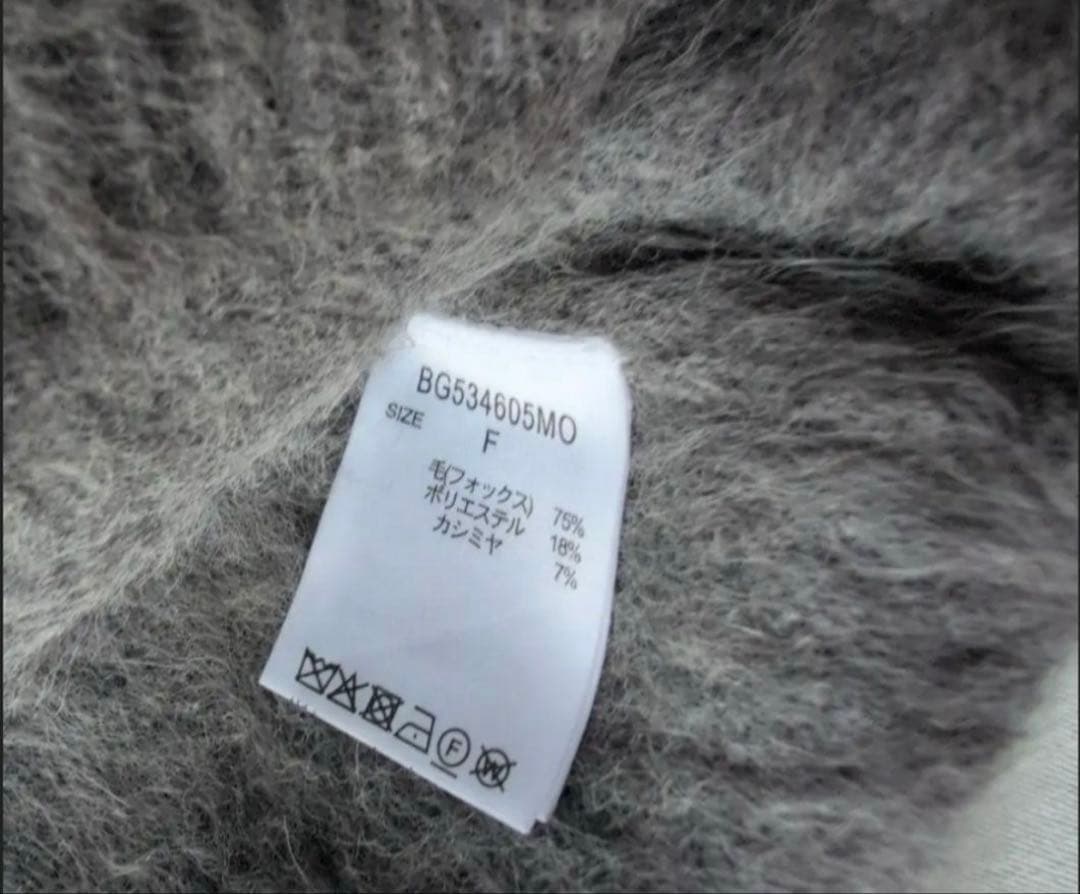 BG534605MO
SIZE
F
毛(フォックス) 75%
ポリエステル 18%
カシミヤ 7%
F
W